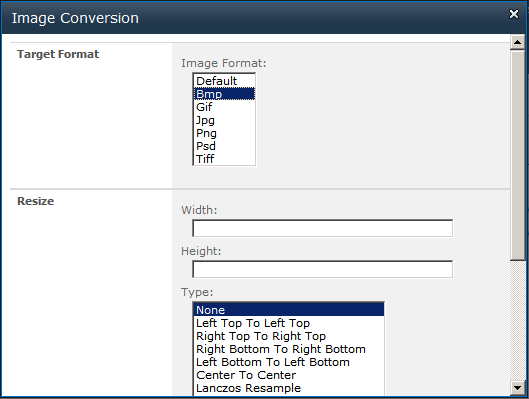 Image Conversion
Target Format
Image Format:
Default
Bmp
Gif
Jpg
Png
Psd
Tiff
Resize
Width:
Height:
Type:
None
Left Top To Left Top
Right Top To Right Top
Right Bottom To Right Bottom
Left Bottom To Left Bottom
Center To Center
Lanczos Resample